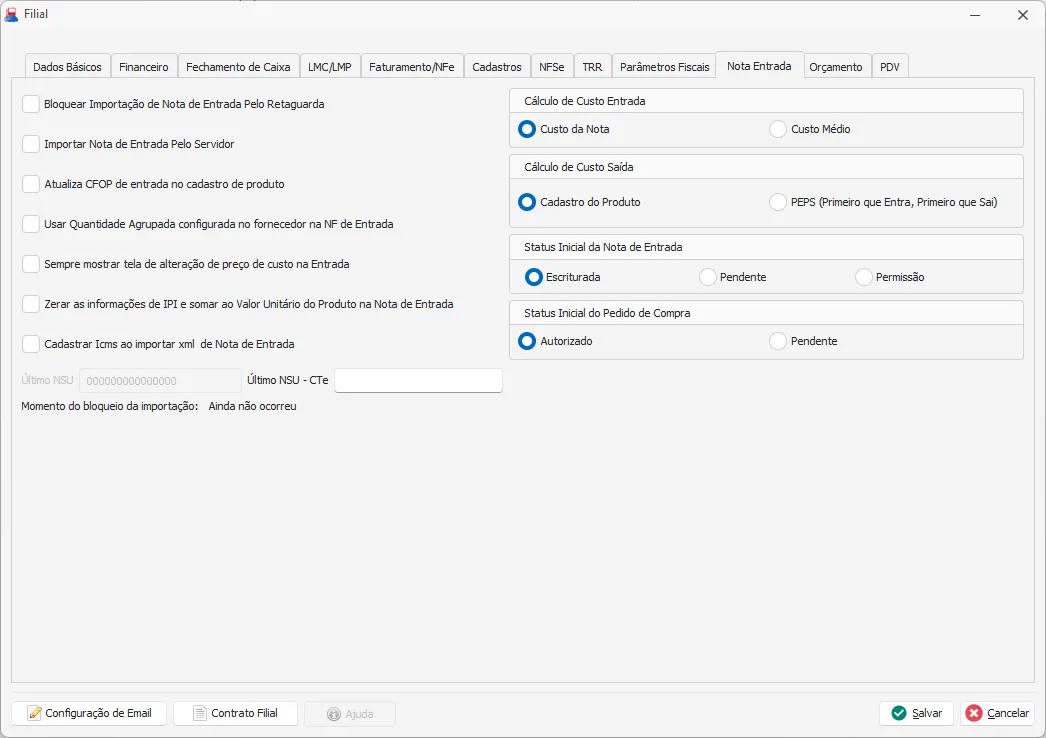 Filial
Dados Básicos Financeiro Fechamento de Caixa LMC/LMP Faturamento/NFe Cadastros NFSe TRR Parâmetros Fiscais Nota Entrada Orçamento PDV
Bloquear Importação de Nota de Entrada Pelo Retaguarda
Importar Nota de Entrada Pelo Servidor
Atualiza CFOP de entrada no cadastro de produto
Usar Quantidade Agrupada configurada no fornecedor na NF de Entrada
Sempre mostrar tela de alteração de preço de custo na Entrada
Zerar as informações de IPI e somar ao Valor Unitário do Produto na Nota de Entrada
Cadastrar Icms ao importar xml de Nota de Entrada
Último NSU 000000000000000 Último NSU - CTe
Momento do bloqueio da importação: Ainda não ocorreu
Cálculo de Custo Entrada
Custo da Nota Custo Médio
Cálculo de Custo Saída
Cadastro do Produto PEPS (Primeiro que Entra, Primeiro que Sai)
Status Inicial da Nota de Entrada
Escriturada Pendente Permissão
Status Inicial do Pedido de Compra
Autorizado Pendente
Configuração de Email Contrato Filial Ajuda Salvar Cancelar